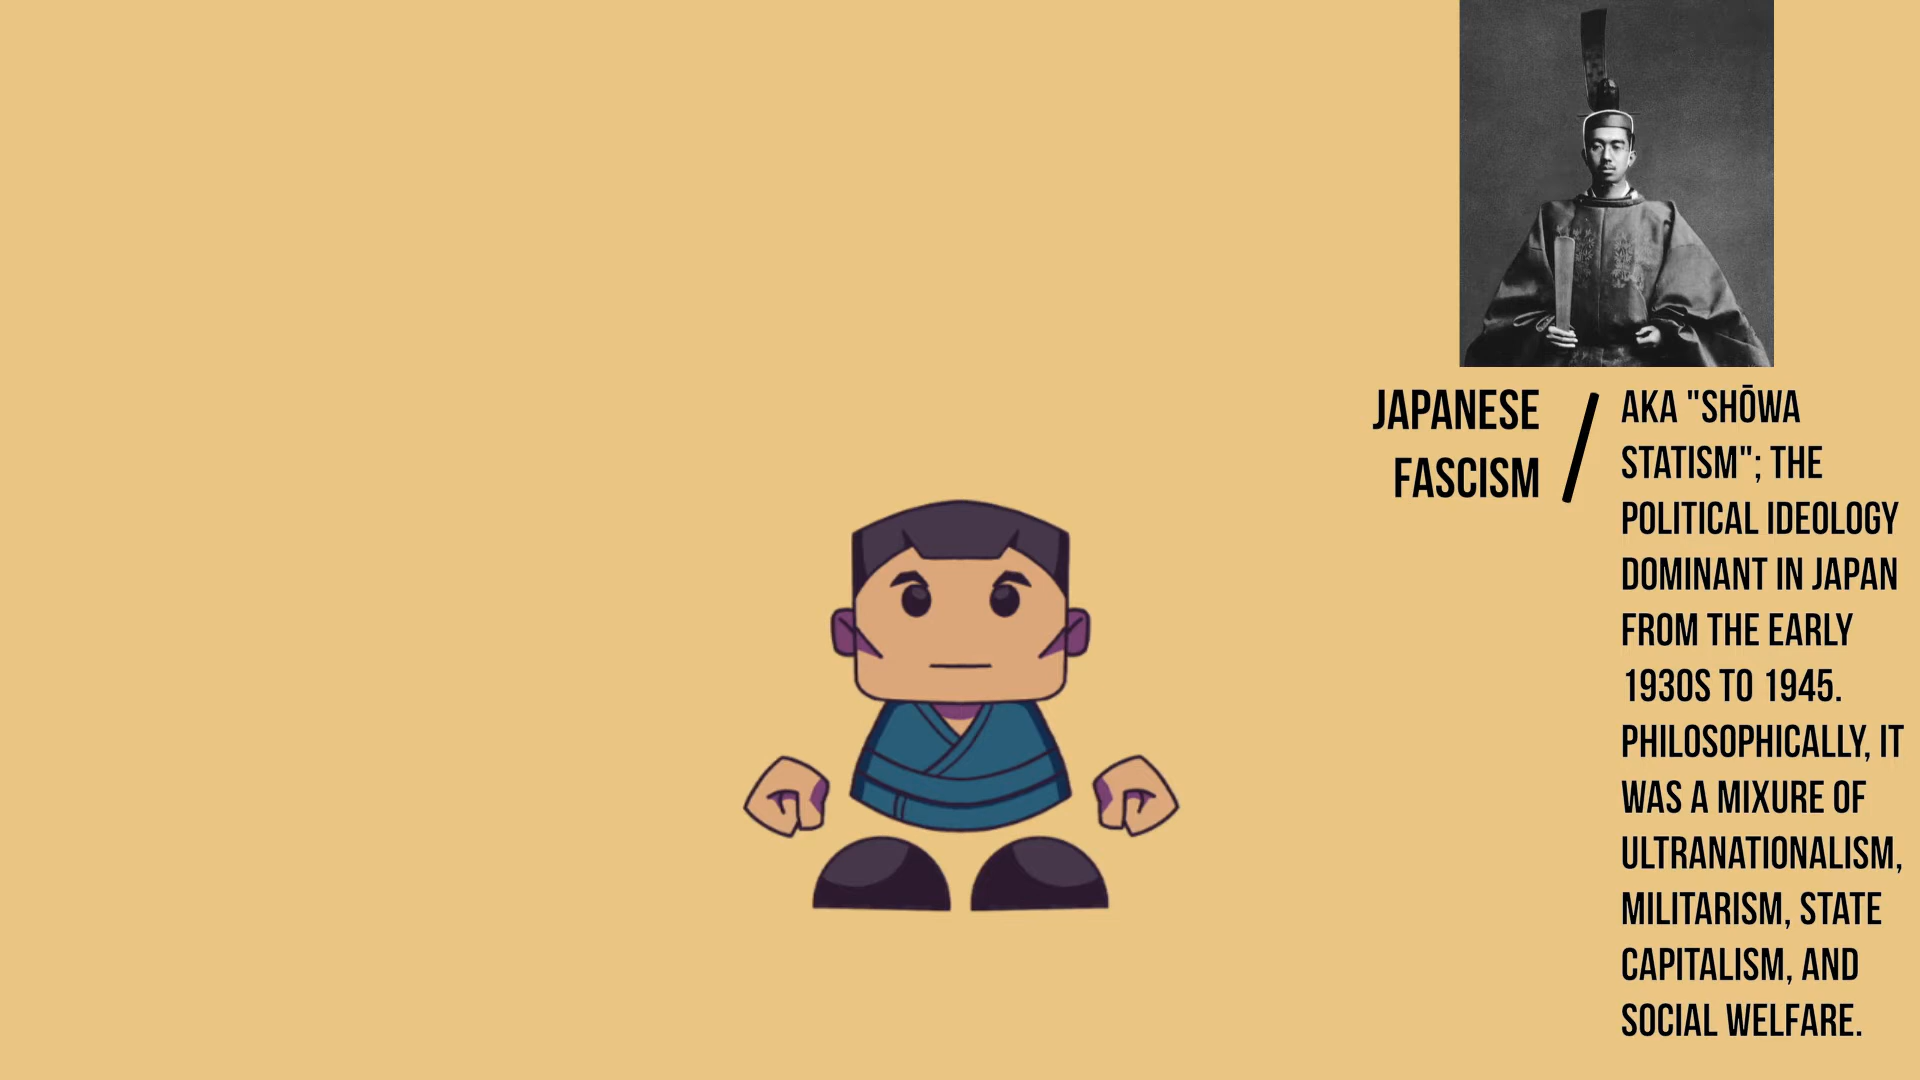 JAPANESE
FASCISM
/
AKA "SHŌWA
STATISM"; THE
POLITICAL IDEOLOGY
DOMINANT IN JAPAN
FROM THE EARLY
1930S TO 1945.
PHILOSOPHICALLY, IT
WAS A MIXURE OF
ULTRANATIONALISM,
MILITARISM, STATE
CAPITALISM, AND
SOCIAL WELFARE.